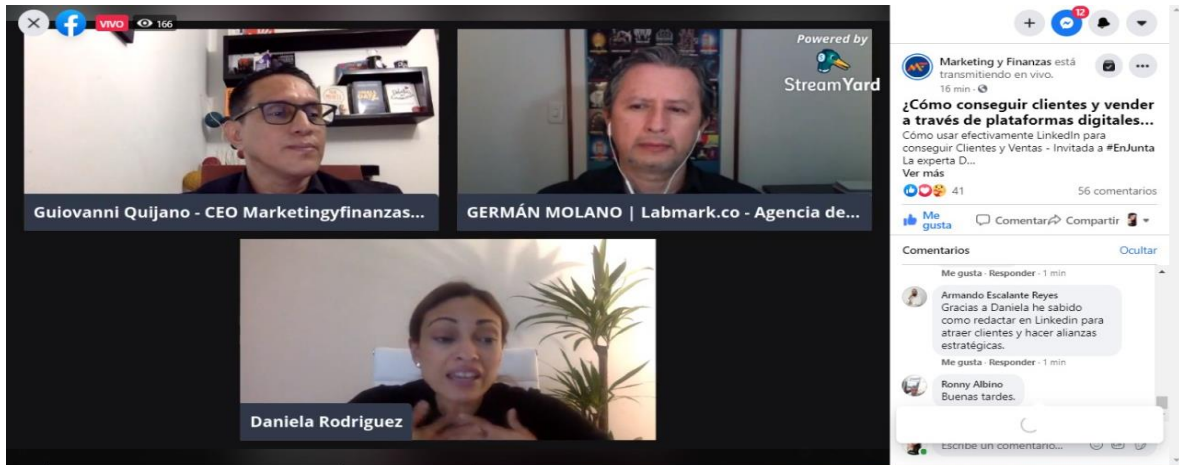 VIVO 166
Powered by
StreamYard
Guiovanni Quijano - CEO Marketingyfinanzas...
GERMÁN MOLANO | Labmark.co - Agencia de...
Daniela Rodriguez
12
Marketing y Finanzas está
transmitiendo en vivo.
16 min ·
¿Cómo conseguir clientes y vender
a través de plataformas digitales...
Cómo usar efectivamente LinkedIn para
conseguir Clientes y Ventas - Invitada a #EnJunta
La experta D...
Ver más
41 56 comentarios
Me
gusta
Comentar Compartir
Comentarios Ocultar
Me gusta · Responder · 1 min
Armando Escalante Reyes
Gracias a Daniela he sabido
como redactar en Linkedin para
atraer clientes y hacer alianzas
estratégicas.
Me gusta · Responder · 1 min
Ronny Albino
Buenas tardes.
Escribe un comentario...